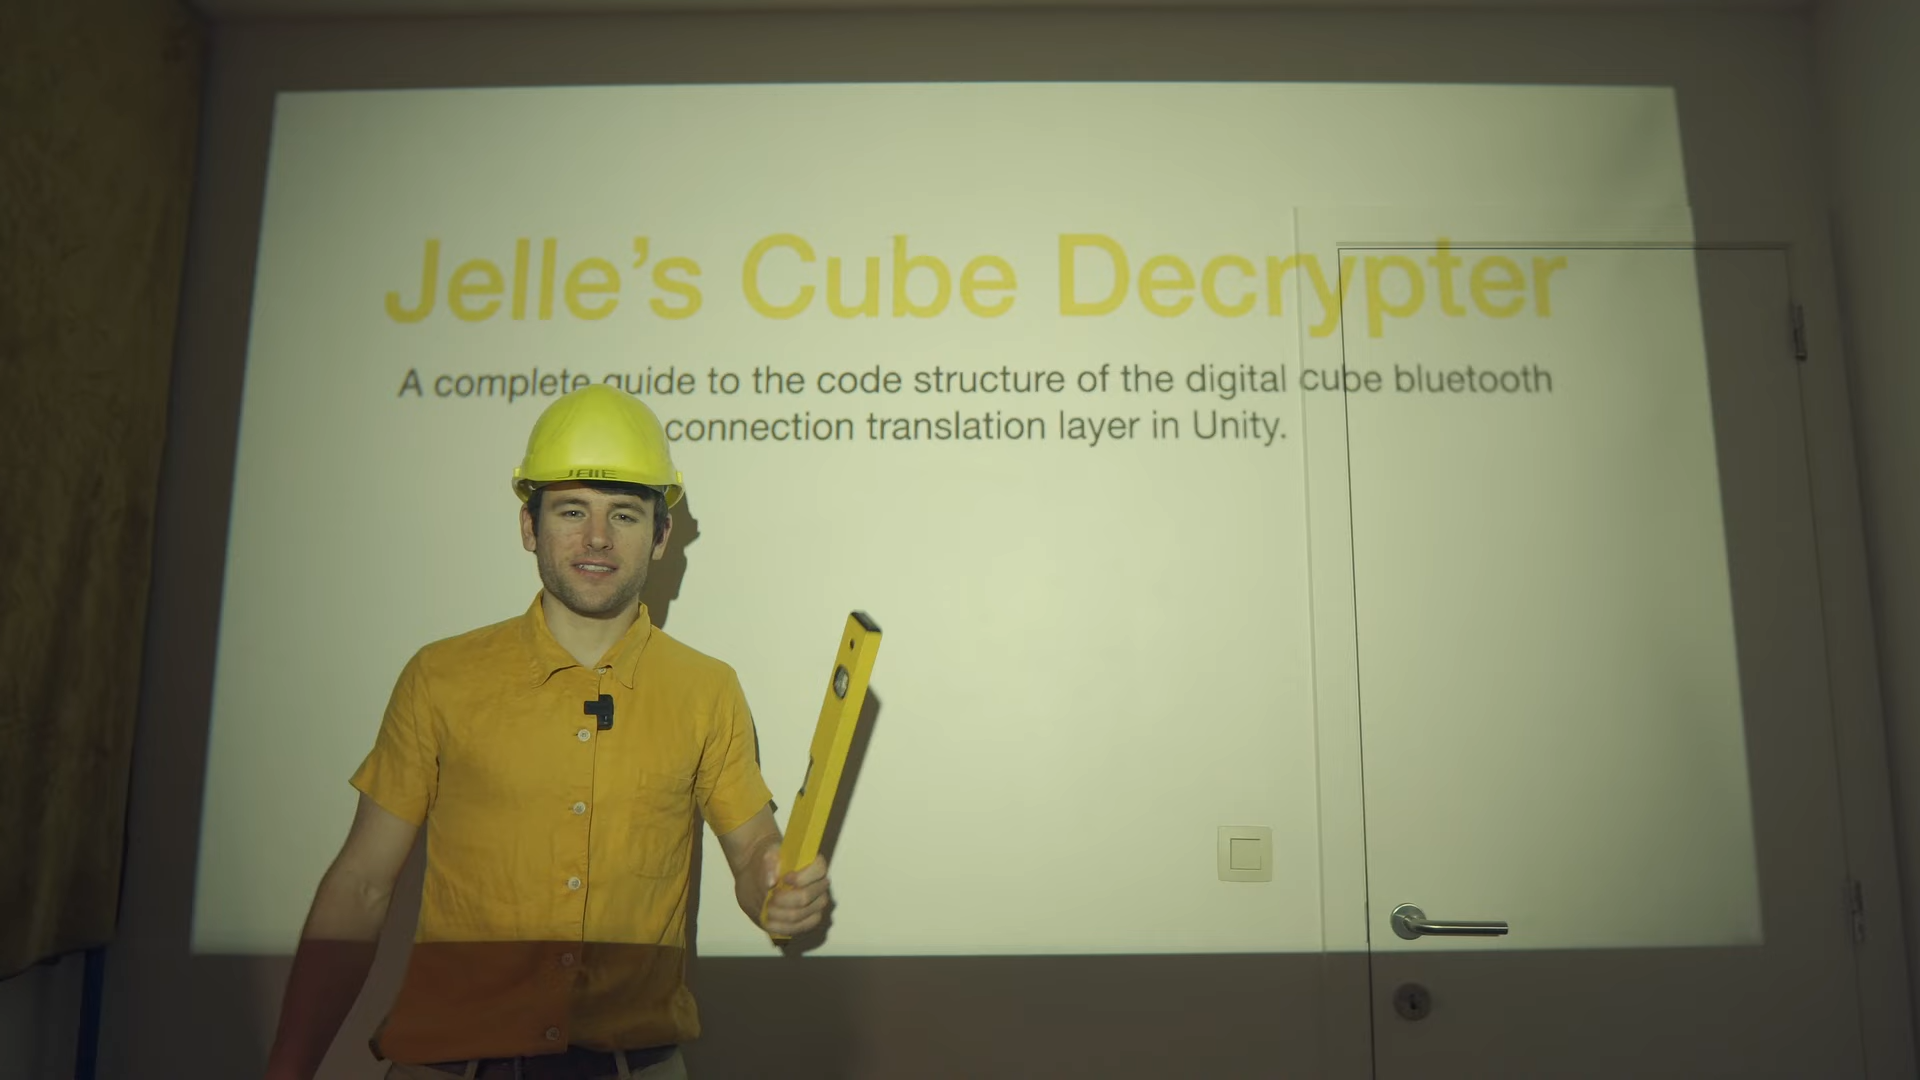 Jelle's Cube Decrypter
A complete guide to the code structure of the digital cube bluetooth
connection translation layer in Unity.